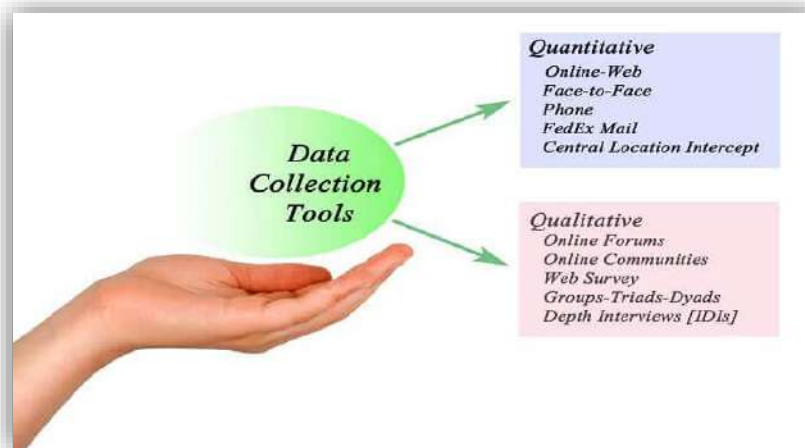 Data
Collection
Tools
Quantitative
Online-Web
Face-to-Face
Phone
FedEx Mail
Central Location Intercept
Qualitative
Online Forums
Online Communities
Web Survey
Groups-Triads-Dyads
Depth Interviews [IDIs]